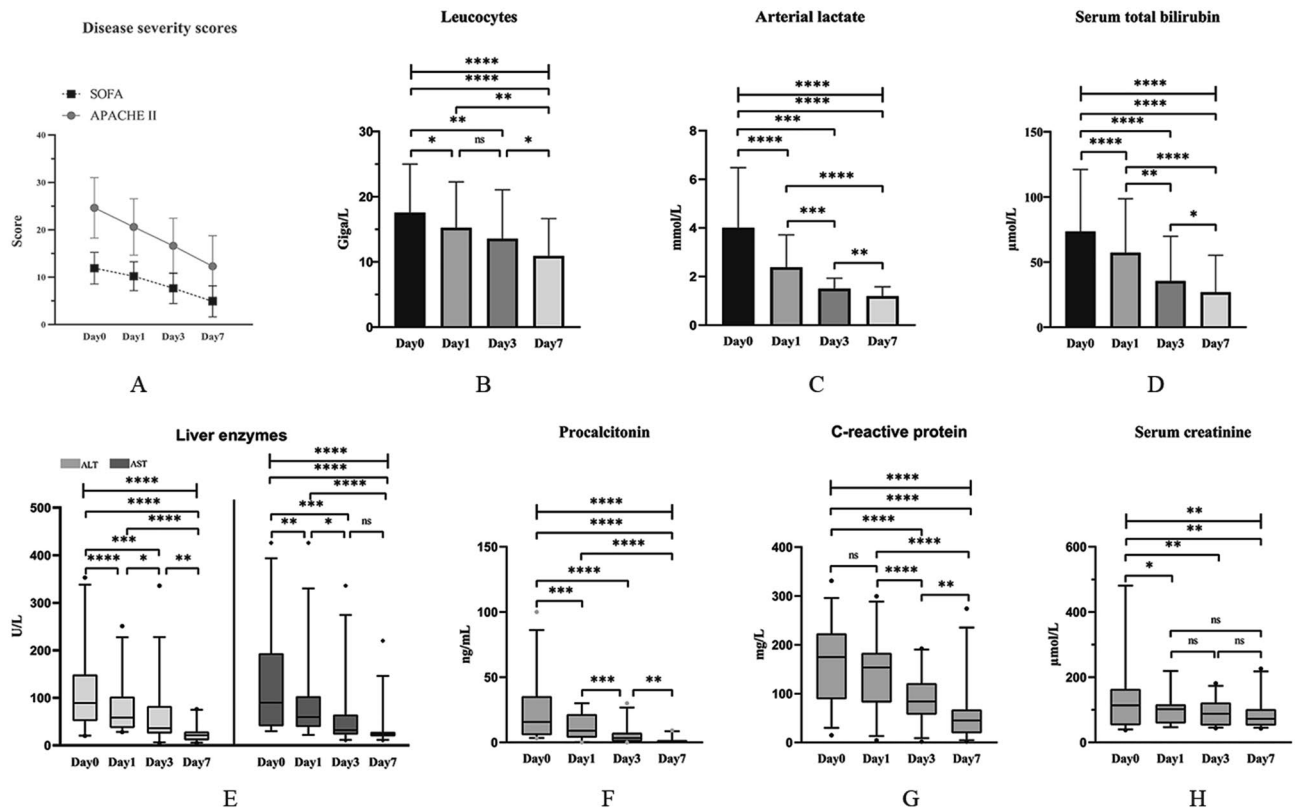 Disease severity scores
SOFA
APACHE II
40
30
20
10
0
Score
Day0 Day1 Day3 Day7
A
Leucocytes
****
****
**
**
* ns *
30
20
10
0
Giga/L
Day0 Day1 Day3 Day7
B
Arterial lactate
****
****
***
****
****
***
**
8
6
4
2
0
mmol/L
Day0 Day1 Day3 Day7
C
Serum total bilirubin
****
****
****
****
****
**
*
150
100
50
0
µmol/L
Day0 Day1 Day3 Day7
D
Liver enzymes
ALT AST
****
****
****
***
**** * **
****
****
****
***
** * ns
500
400
300
200
100
0
U/L
Day0 Day1 Day3 Day7 Day0 Day1 Day3 Day7
E
Procalcitonin
****
****
****
****
***
*** **
150
100
50
0
ng/mL
Day0 Day1 Day3 Day7
F
C-reactive protein
****
****
****
ns ****
**** **
400
300
200
100
0
mg/L
Day0 Day1 Day3 Day7
G
Serum creatinine
**
**
**
*
ns
ns ns
600
400
200
0
µmol/L
Day0 Day1 Day3 Day7
H